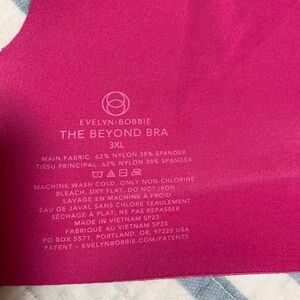 EVELYN&BOBBIE
THE BEYOND BRA
3XL
MAIN FABRIC: 62% NYLON 38% SPANDEX
TISSU PRINCIPAL: 62% NYLON 38% SPANDEX
MACHINE WASH COLD, ONLY NON-CHLORINE
BLEACH, DRY FLAT, DO NOT IRON
LAVAGE EN MACHINE À FROID
EAU DE JAVAL SANS CHLORE SEULEMENT
SÉCHAGE À PLAT, NE PAS REPASSER
MADE IN VIETNAM SP23
FABRIQUÉ AU VIETNAM SP23
PO BOX 5571, PORTLAND, OR, 97228 USA
PATENT – EVELYNBOBBIE.COM/PATENTS